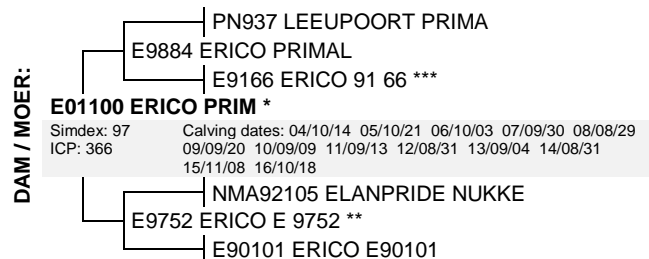 PN937 LEEUPOORT PRIMA
E9884 ERICO PRIMAL
E9166 ERICO 91 66 ***
DAM / MOER:
E01100 ERICO PRIM *
Simdex: 97 Calving dates: 04/10/14 05/10/21 06/10/03 07/09/30 08/08/29
ICP: 366 09/09/20 10/09/09 11/09/13 12/08/31 13/09/04 14/08/31
15/11/08 16/10/18
NMA92105 ELANPRIDE NUKKE
E9752 ERICO E 9752 **
E90101 ERICO E90101